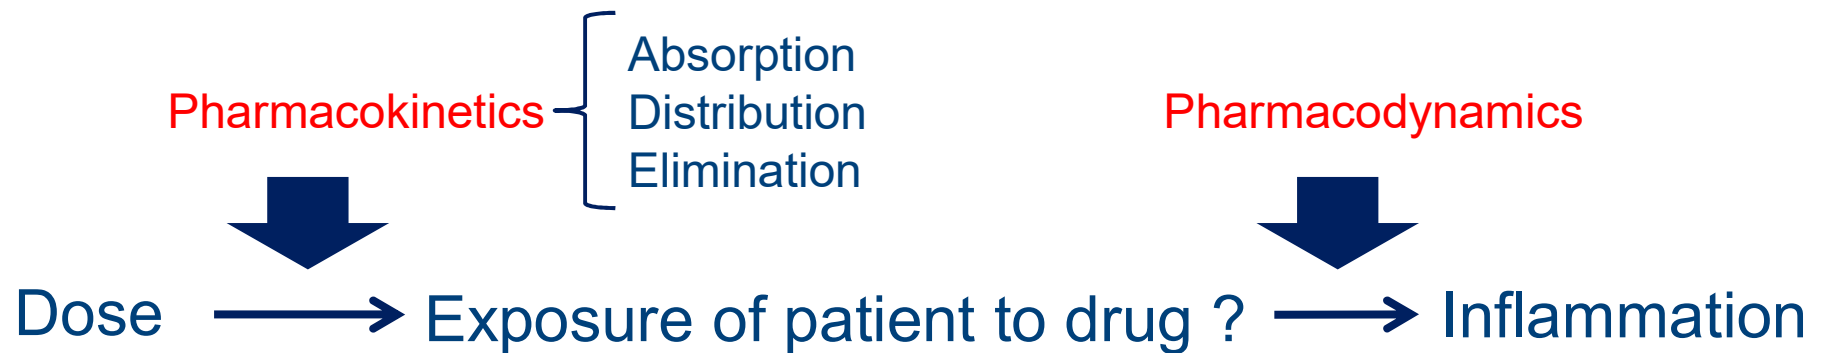 Absorption
Pharmacokinetics
Distribution
Pharmacodynamics
Elimination
Dose
Exposure of patient to drug ?
Inflammation